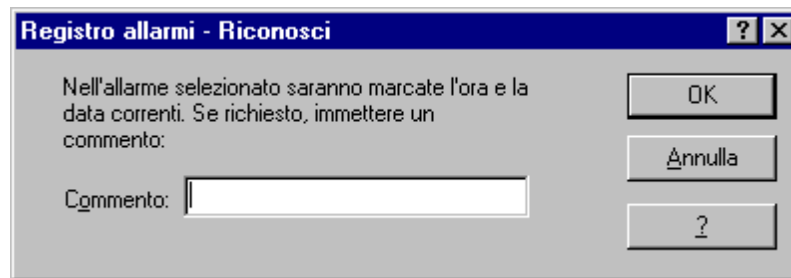 Registro allarmi - Riconosci ? ×
Nell'allarme selezionato saranno marcate l'ora e la
data correnti. Se richiesto, immettere un
commento:
Commento:
OK
Annulla
?